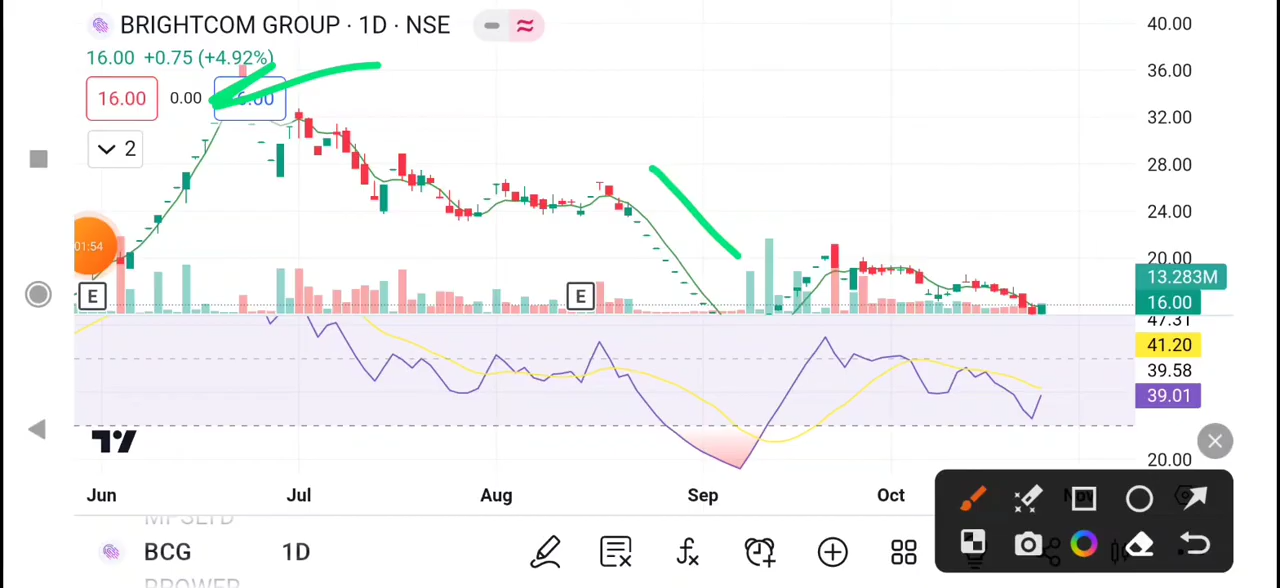 BRIGHTCOM GROUP · 1D · NSE
16.00 +0.75 (+4.92%)
16.00 0.00
2
40.00
36.00
32.00
28.00
24.00
20.00
01:54
E
E
13.283M
16.00
47.31
41.20
39.58
39.01
20.00
Jun Jul Aug Sep Oct
BCG 1D